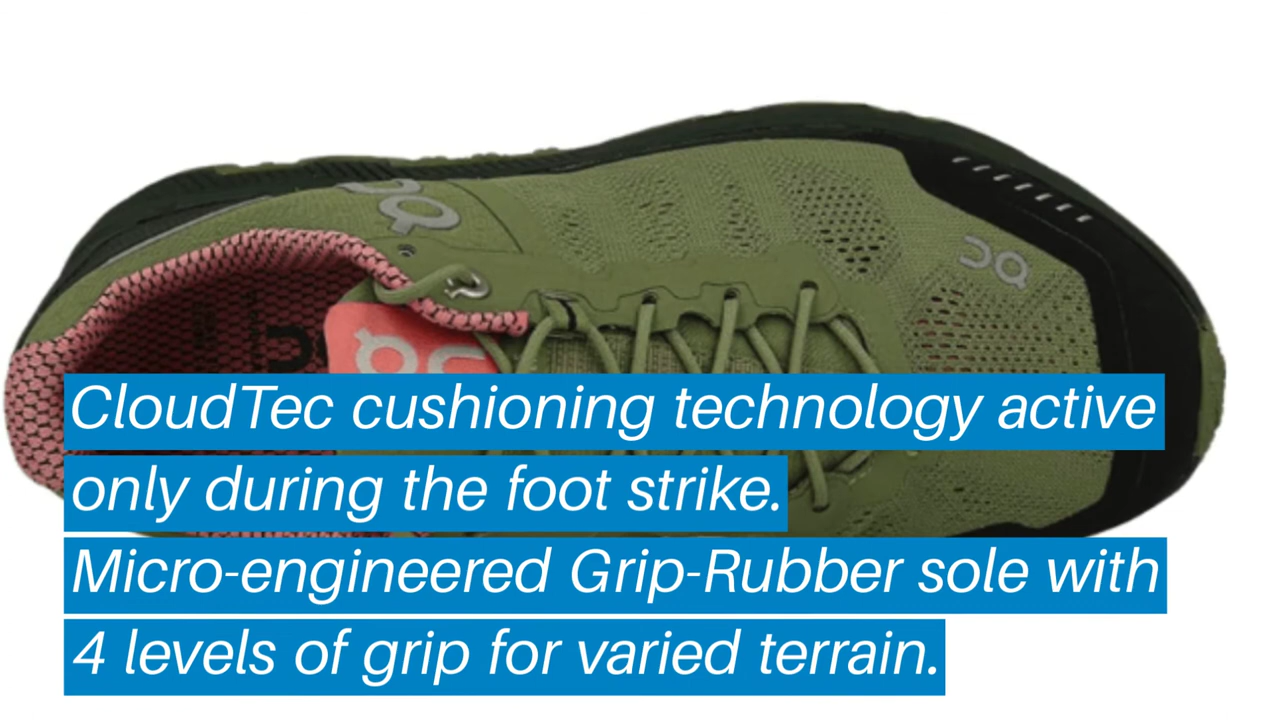 CloudTec cushioning technology active
only during the foot strike.
Micro-engineered Grip-Rubber sole with
4 levels of grip for varied terrain.